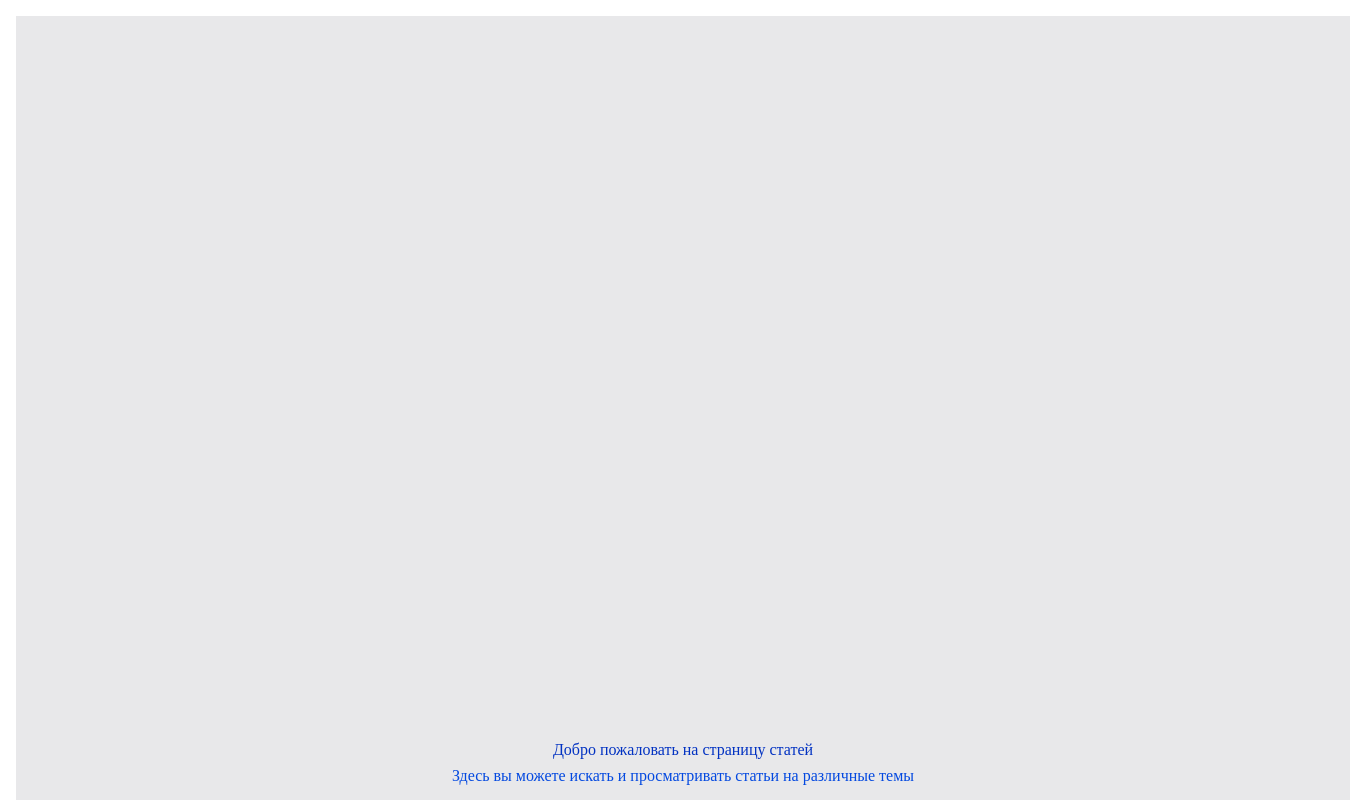 Добро пожаловать на страницу статей
Здесь вы можете искать и просматривать статьи на различные темы